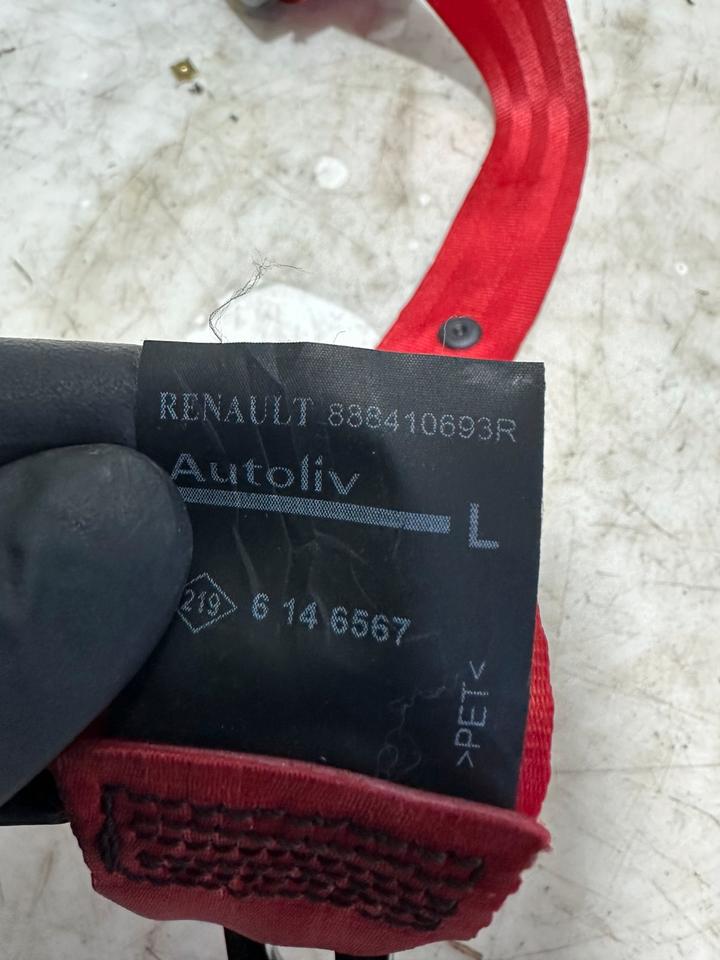 RENAULT 888410693R
Autoliv
L
219 6 14 6567
>PET<